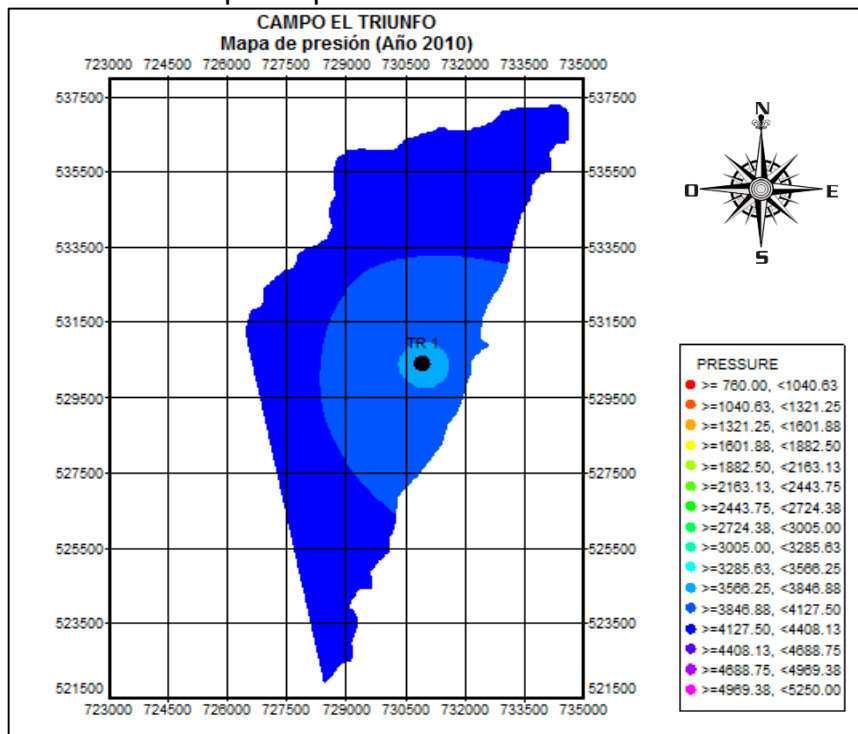 CAMPO EL TRIUNFO
Mapa de presión (Año 2010)
723000 724500 726000 727500 729000 730500 732000 733500 735000
537500 537500
535500 535500
533500 533500
531500 531500
TR 1
529500 529500
527500 527500
525500 525500
523500 523500
521500 521500
723000 724500 726000 727500 729000 730500 732000 733500 735000
N
O E
S
PRESSURE
>= 760.00, <1040.63
>=1040.63, <1321.25
>=1321.25, <1601.88
>=1601.88, <1882.50
>=1882.50, <2163.13
>=2163.13, <2443.75
>=2443.75, <2724.38
>=2724.38, <3005.00
>=3005.00, <3285.63
>=3285.63, <3566.25
>=3566.25, <3846.88
>=3846.88, <4127.50
>=4127.50, <4408.13
>=4408.13, <4688.75
>=4688.75, <4969.38
>=4969.38, <5250.00